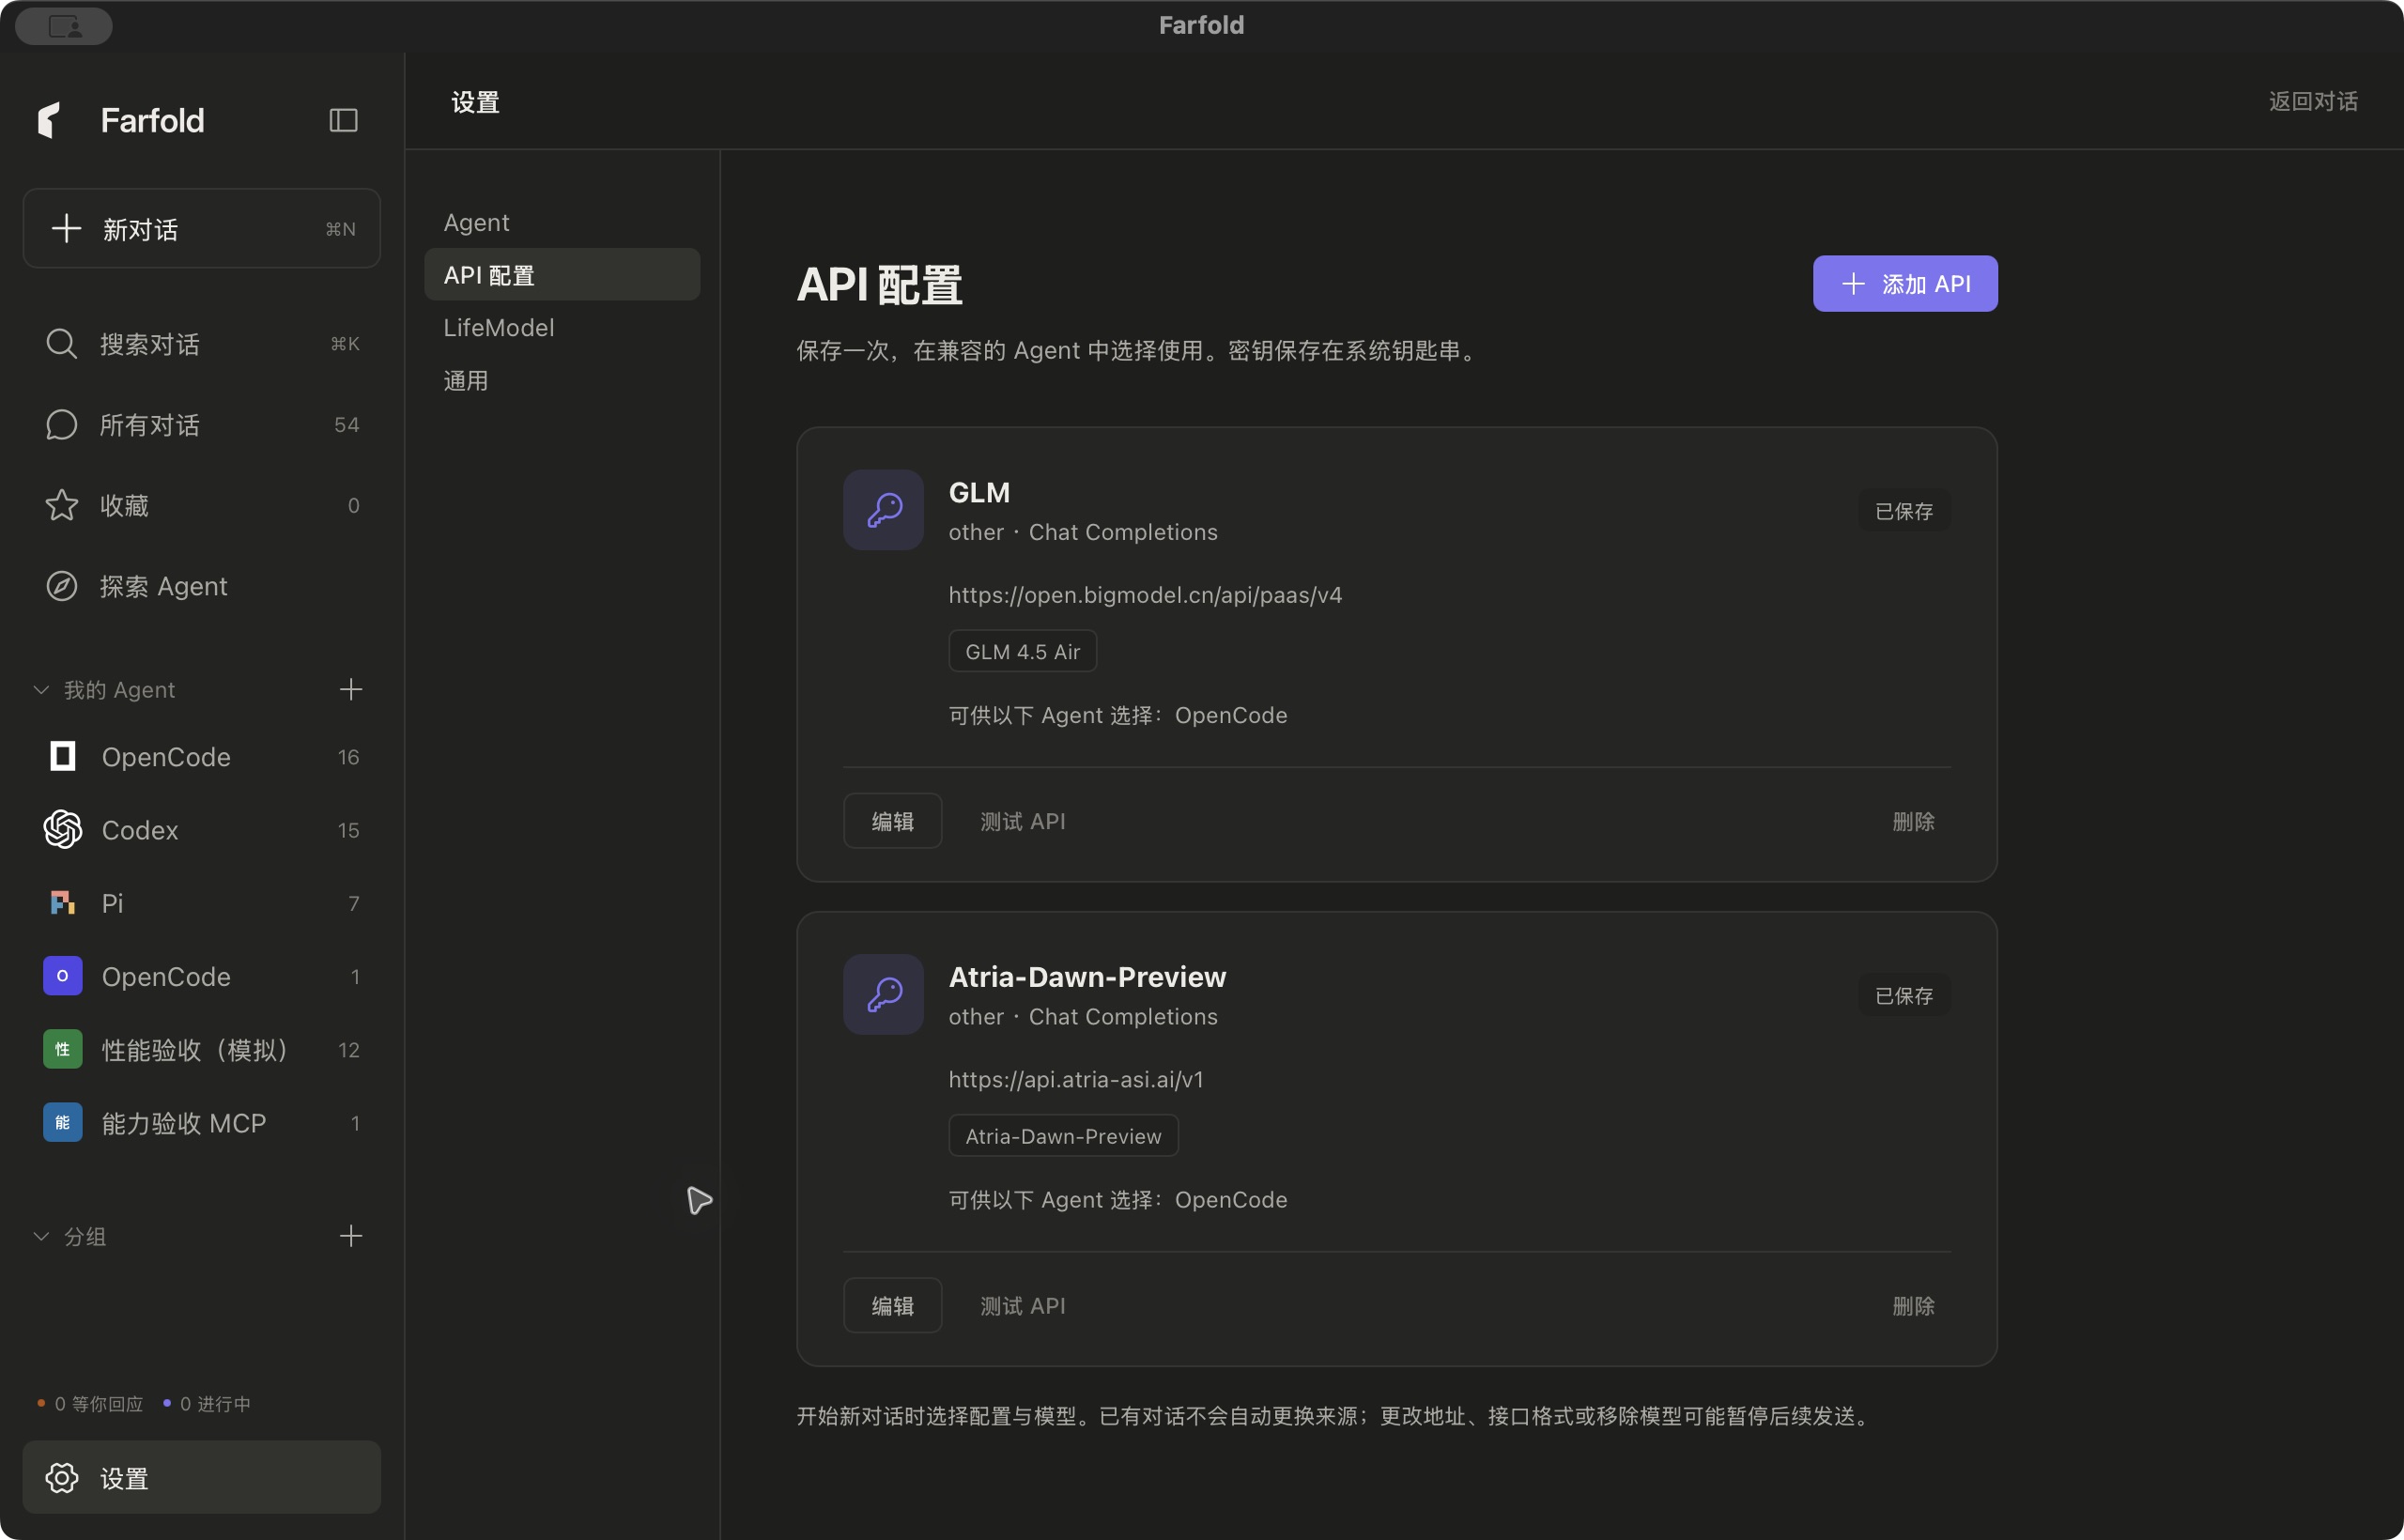 Farfold
Farfold
新对话 ⌘N
搜索对话 ⌘K
所有对话 54
收藏 0
探索 Agent
我的 Agent
OpenCode 16
Codex 15
Pi 7
O OpenCode 1
性 性能验收（模拟） 12
能 能力验收 MCP 1
分组
0 等你回应 0 进行中
设置
设置
返回对话
Agent
API 配置
LifeModel
通用
API 配置
添加 API
保存一次，在兼容的 Agent 中选择使用。密钥保存在系统钥匙串。
GLM
已保存
other · Chat Completions
https://open.bigmodel.cn/api/paas/v4
GLM 4.5 Air
可供以下 Agent 选择：OpenCode
编辑 测试 API 删除
Atria-Dawn-Preview
已保存
other · Chat Completions
https://api.atria-asi.ai/v1
Atria-Dawn-Preview
可供以下 Agent 选择：OpenCode
编辑 测试 API 删除
开始新对话时选择配置与模型。已有对话不会自动更换来源；更改地址、接口格式或移除模型可能暂停后续发送。